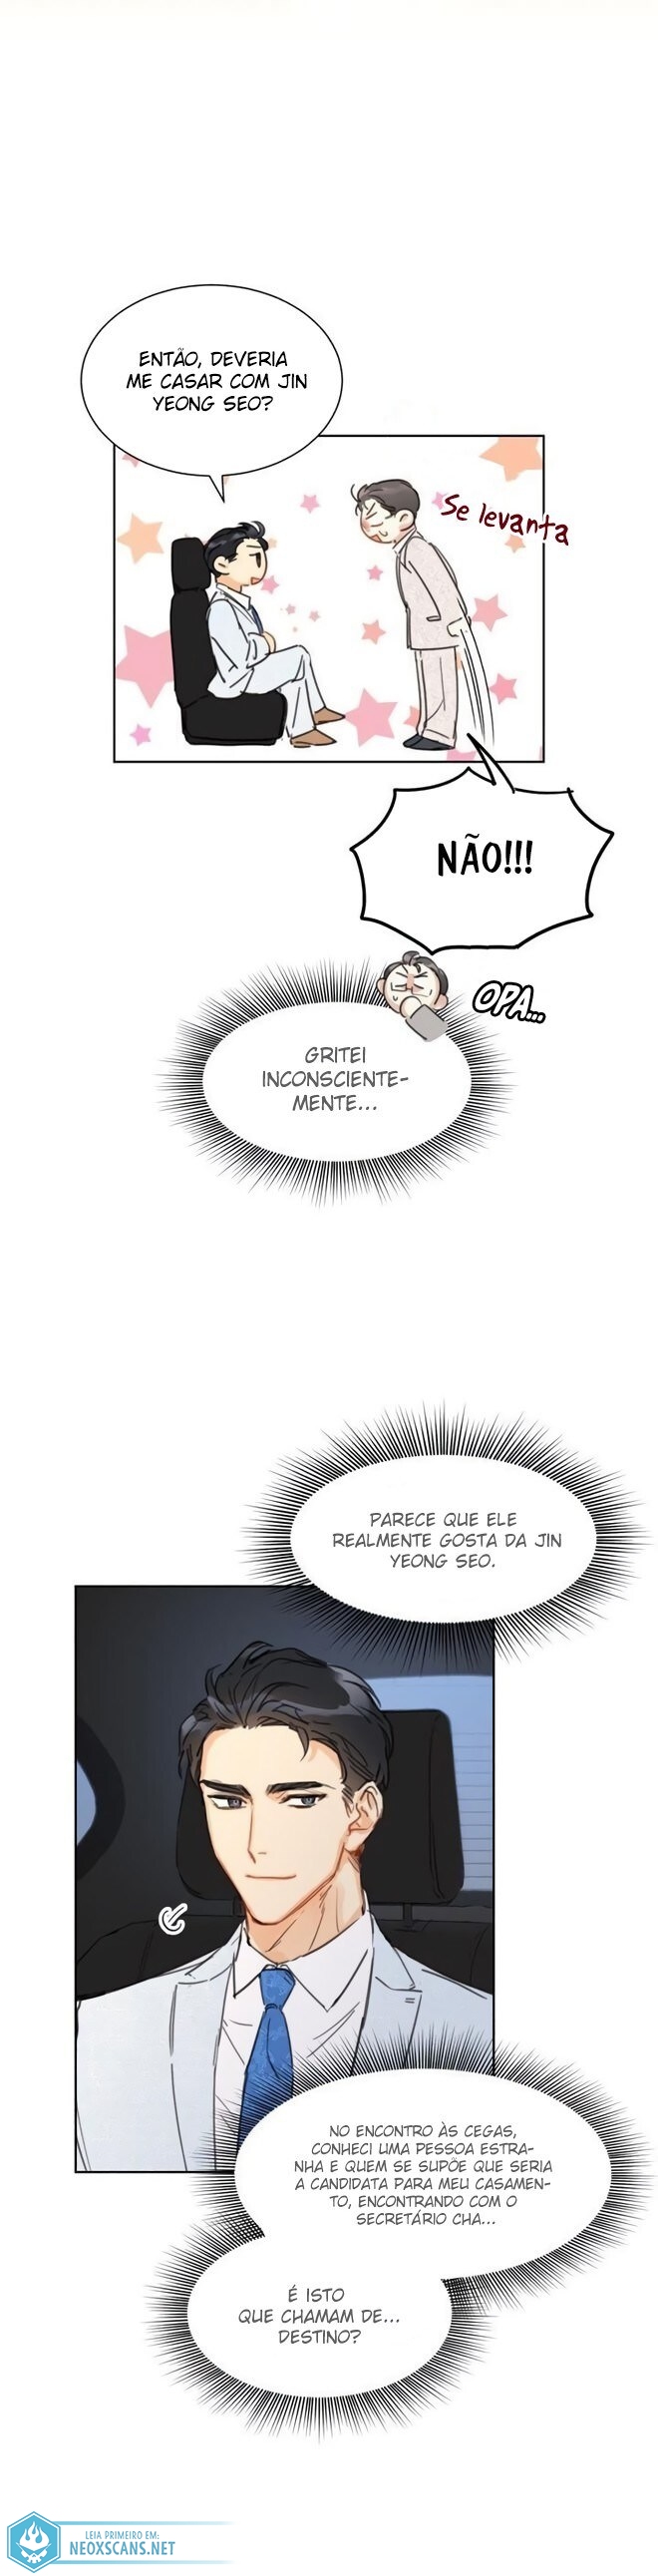 ENTÃO, DEVERIA
ME CASAR COM JIN
YEONG SEO?
Se levanta
NÃO!!!
OPA...
GRITEI
INCONSCIENTE-
MENTE...
PARECE QUE ELE
REALMENTE GOSTA DA JIN
YEONG SEO.
NO ENCONTRO ÀS CEGAS,
CONHECI UMA PESSOA ESTRA-
NHA E QUEM SE SUPÕE QUE SERIA
A CANDIDATA PARA MEU CASAMEN-
TO, ENCONTRANDO COM O
SECRETÁRIO CHA...
É ISTO
QUE CHAMAM DE...
DESTINO?
LEIA PRIMEIRO EM:
NEOXSCANS.NET